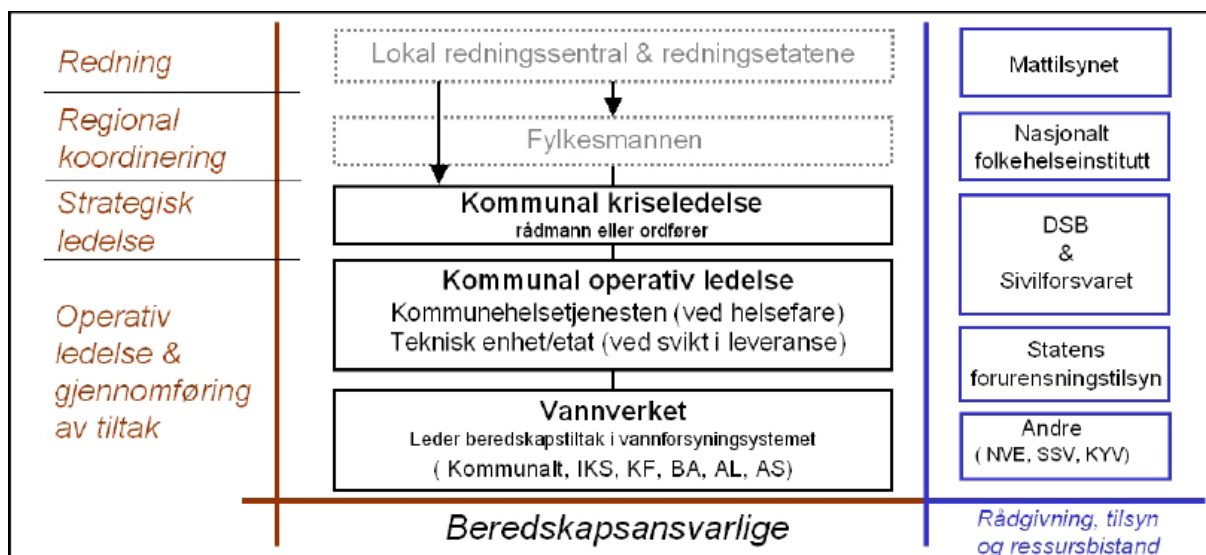 Redning
Regional
koordinering
Strategisk
ledelse
Operativ
ledelse &
gjennomføring
av tiltak
Lokal redningssentral & redningsetatene
Fylkesmannen
Kommunal kriseledelse
rådmann eller ordfører
Kommunal operativ ledelse
Kommunehelsetjenesten (ved helsefare)
Teknisk enhet/etat (ved svikt i leveranse)
Vannverket
Leder beredskapstiltak i vannforsyningsystemet
( Kommunalt, IKS, KF, BA, AL, AS)
Beredskapsansvarlige
Mattilsynet
Nasjonalt
folkehelseinstitutt
DSB
&
Sivilforsvaret
Statens
forurensningstilsyn
Andre
( NVE, SSV, KYV)
Rådgivning, tilsyn
og ressursbistand